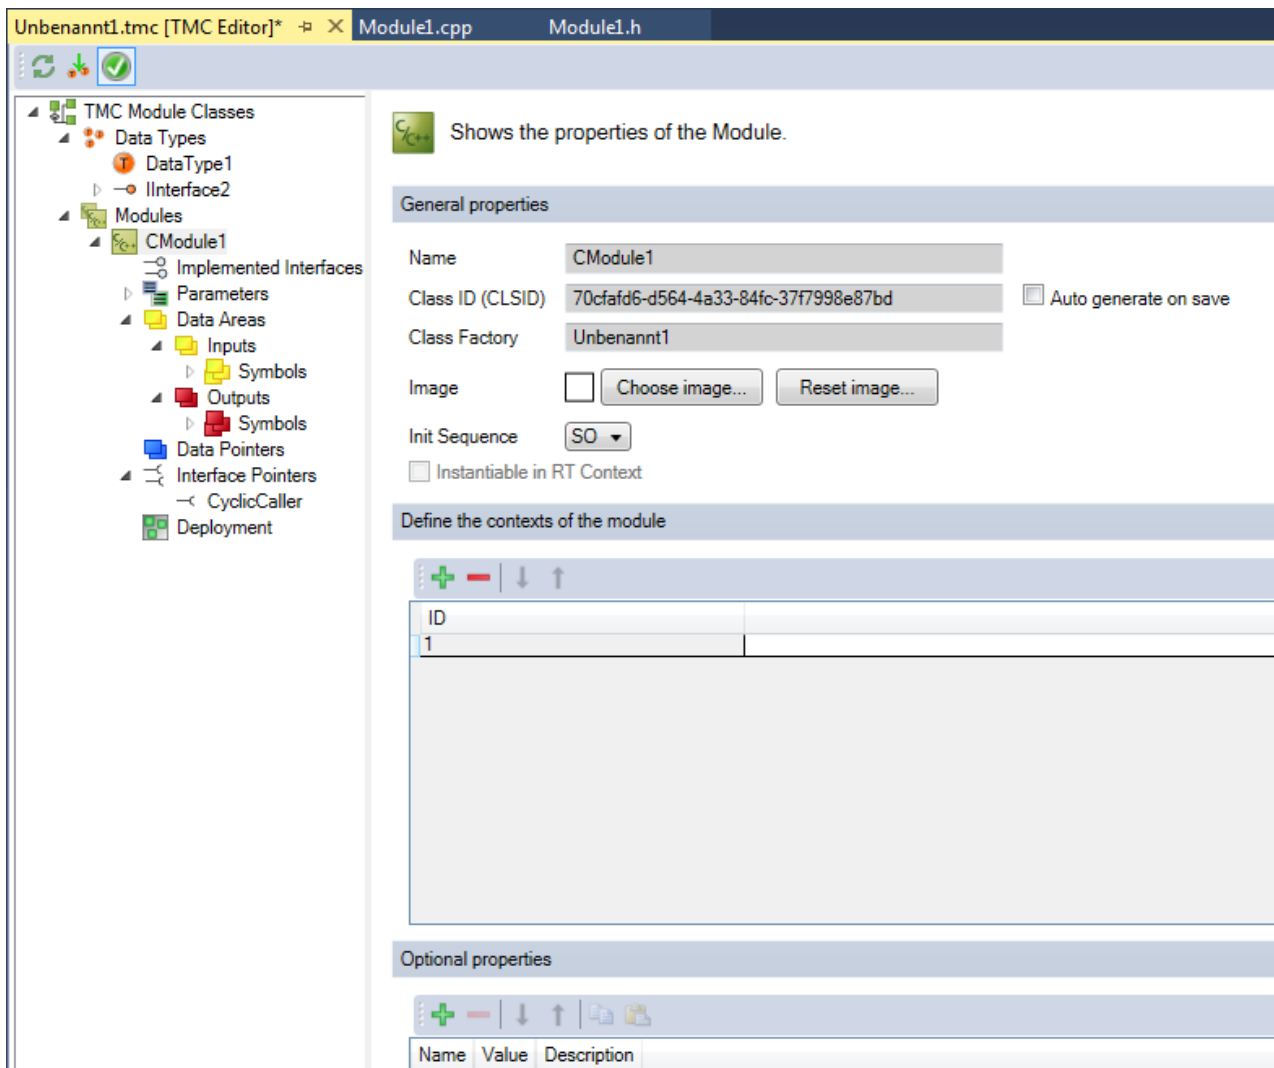 Unbenannt1.tmc [TMC Editor]* Module1.cpp Module1.h
TMC Module Classes
Data Types
DataType1
IInterface2
Modules
CModule1
Implemented Interfaces
Parameters
Data Areas
Inputs
Symbols
Outputs
Symbols
Data Pointers
Interface Pointers
CyclicCaller
Deployment
Shows the properties of the Module.
General properties
Name CModule1
Class ID (CLSID) 70cfafd6-d564-4a33-84fc-37f7998e87bd Auto generate on save
Class Factory Unbenannt1
Image Choose image... Reset image...
Init Sequence SO
Instantiable in RT Context
Define the contexts of the module
ID
1
Optional properties
Name Value Description